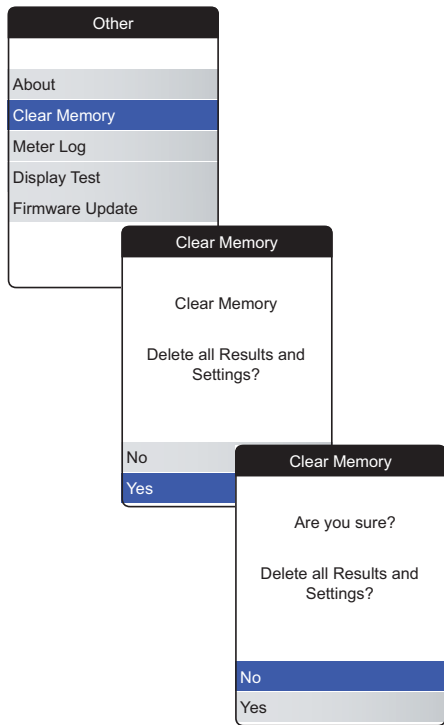 Other
About
Clear Memory
Meter Log
Display Test
Firmware Update
Clear Memory
Clear Memory
Delete all Results and
Settings?
No
Yes
Clear Memory
Are you sure?
Delete all Results and
Settings?
No
Yes